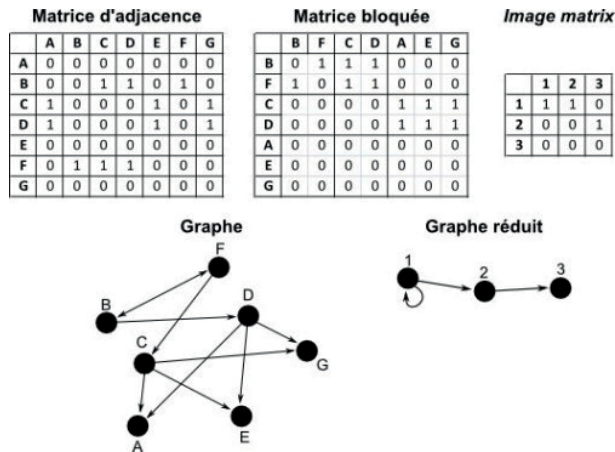 Matrice d'adjacence
A B C D E F G
A 0 0 0 0 0 0 0
B 0 0 1 1 0 1 0
C 1 0 0 0 1 0 1
D 1 0 0 0 1 0 1
E 0 0 0 0 0 0 0
F 0 1 1 1 0 0 0
G 0 0 0 0 0 0 0
Matrice bloquée
B F C D A E G
B 0 1 1 1 0 0 0
F 1 0 1 1 0 0 0
C 0 0 0 0 1 1 1
D 0 0 0 0 1 1 1
A 0 0 0 0 0 0 0
E 0 0 0 0 0 0 0
G 0 0 0 0 0 0 0
Image matrix
1 2 3
1 1 1 0
2 0 0 1
3 0 0 0
Graphe
F
B
D
C
G
A
E
Graphe réduit
1
2
3